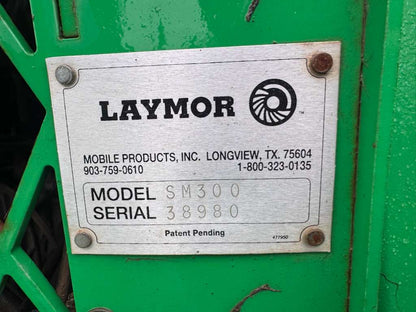 LAYMOR ™
MOBILE PRODUCTS, INC. LONGVIEW, TX. 75604
903-759-0610 1-800-323-0135
MODEL SM300
SERIAL 38980
Patent Pending